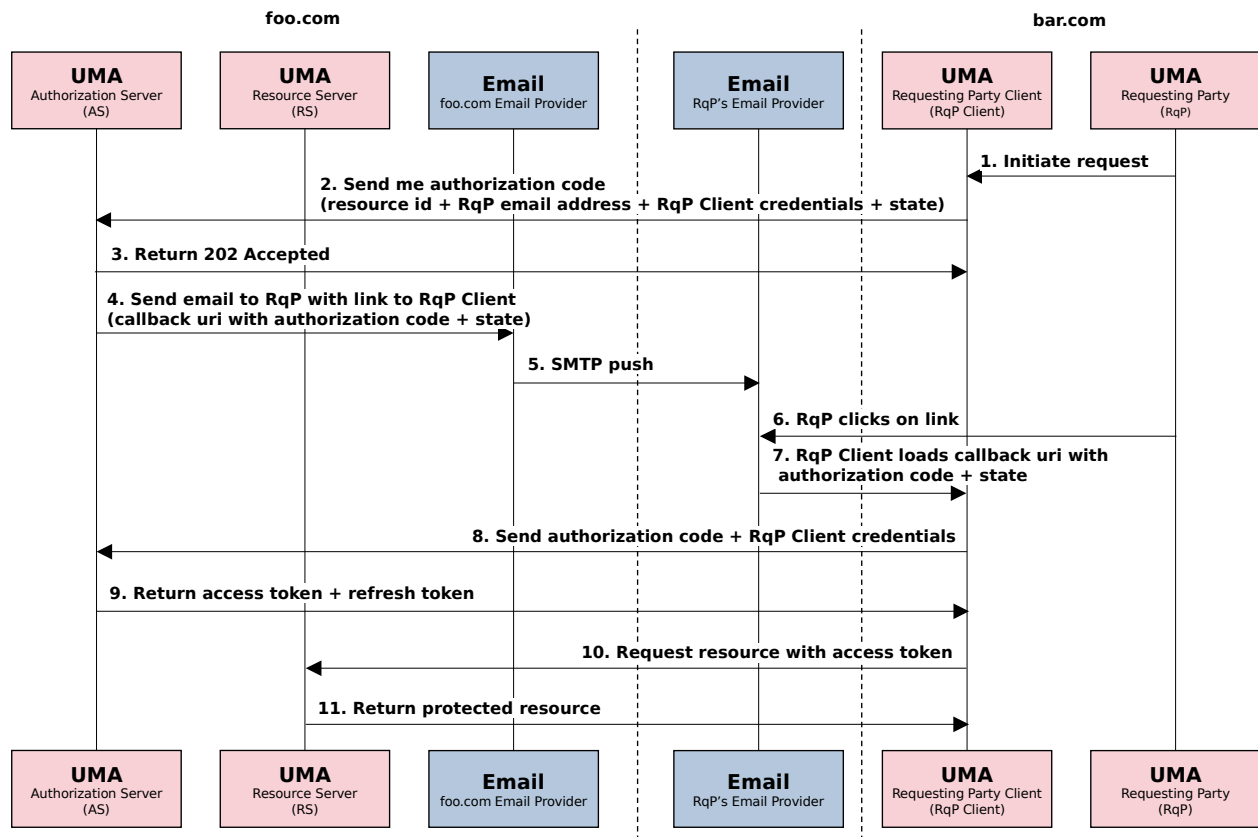 foo.com
bar.com
UMA
Authorization Server
(AS)
UMA
Resource Server
(RS)
Email
foo.com Email Provider
Email
RqP's Email Provider
UMA
Requesting Party Client
(RqP Client)
UMA
Requesting Party
(RqP)
1. Initiate request
2. Send me authorization code
(resource id + RqP email address + RqP Client credentials + state)
3. Return 202 Accepted
4. Send email to RqP with link to RqP Client
(callback uri with authorization code + state)
5. SMTP push
6. RqP clicks on link
7. RqP Client loads callback uri with
authorization code + state
8. Send authorization code + RqP Client credentials
9. Return access token + refresh token
10. Request resource with access token
11. Return protected resource
UMA
Authorization Server
(AS)
UMA
Resource Server
(RS)
Email
foo.com Email Provider
Email
RqP's Email Provider
UMA
Requesting Party Client
(RqP Client)
UMA
Requesting Party
(RqP)